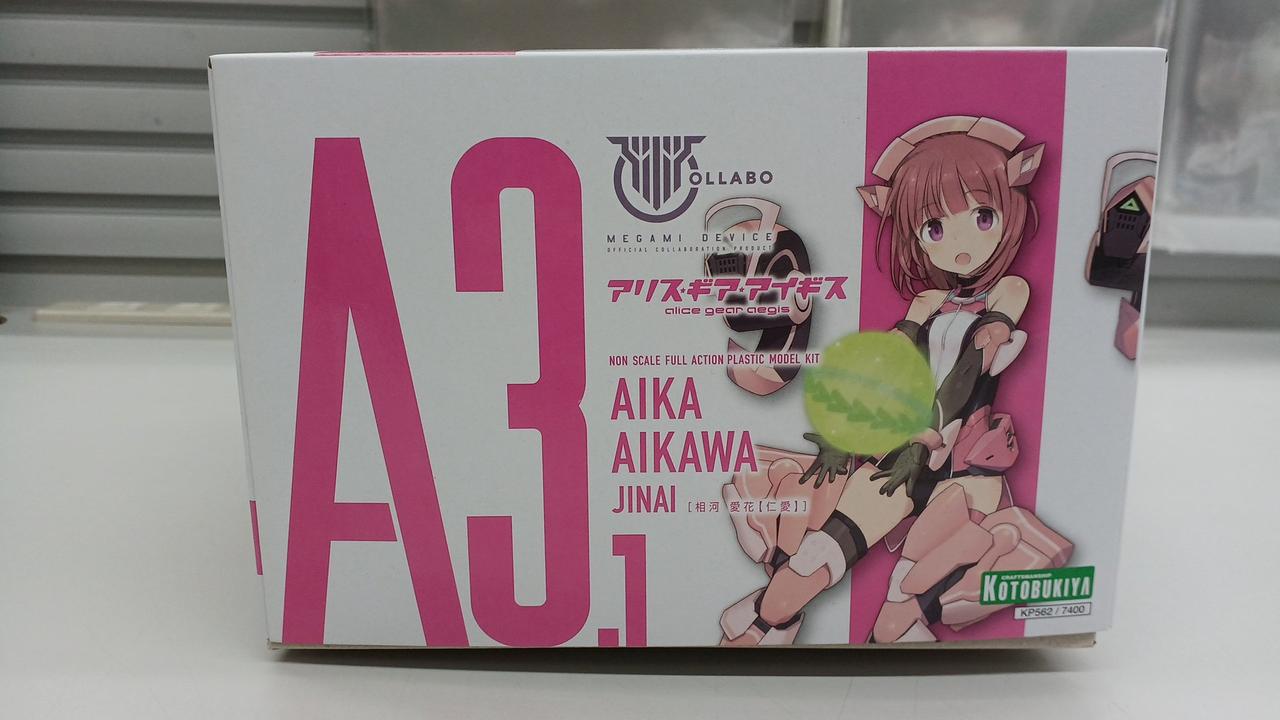 A3.1
COLLABO
MEGAMI DEVICE
OFFICIAL COLLABORATION PRODUCT
アリス・ギア・アイギス
alice gear aegis
NON SCALE FULL ACTION PLASTIC MODEL KIT
AIKA
AIKAWA
JINAI [相河 愛花【仁愛】]
CRAFTSMANSHIP
KOTOBUKIYA
KP562 / 7400